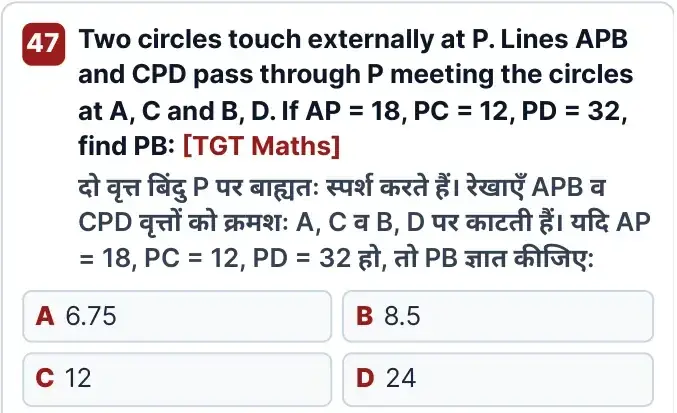 47 Two circles touch externally at P. Lines APB
and CPD pass through P meeting the circles
at A, C and B, D. If AP = 18, PC = 12, PD = 32,
find PB: [TGT Maths]
दो वृत्त बिंदु P पर बाह्यतः स्पर्श करते हैं। रेखाएँ APB व
CPD वृत्तों को क्रमशः A, C व B, D पर काटती हैं। यदि AP
= 18, PC = 12, PD = 32 हो, तो PB ज्ञात कीजिए:
A 6.75
B 8.5
C 12
D 24